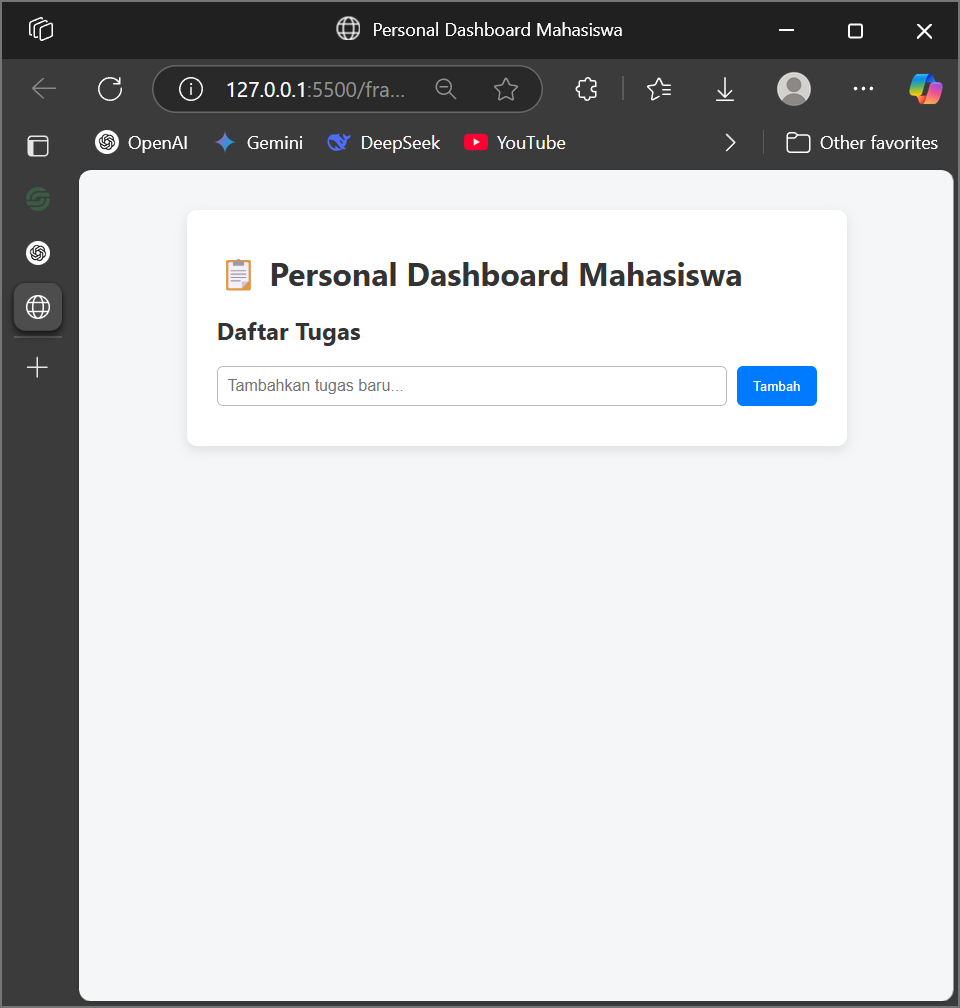 Personal Dashboard Mahasiswa
127.0.0.1:5500/fra...
OpenAI Gemini DeepSeek YouTube Other favorites
Personal Dashboard Mahasiswa
Daftar Tugas
Tambahkan tugas baru... Tambah